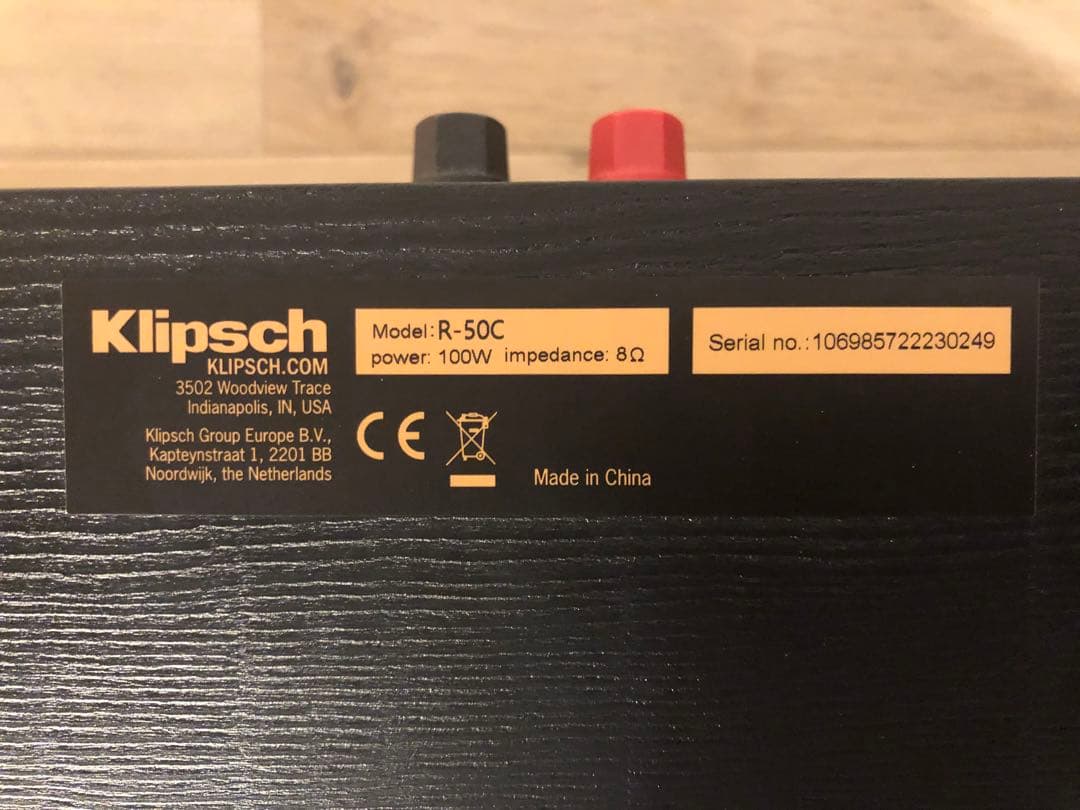 Klipsch
KLIPSCH.COM
3502 Woodview Trace
Indianapolis, IN, USA
Klipsch Group Europe B.V.,
Kapteynstraat 1, 2201 BB
Noordwijk, the Netherlands
Model: R-50C
power: 100W impedance: 8Ω
CE
Made in China
Serial no.: 106985722230249